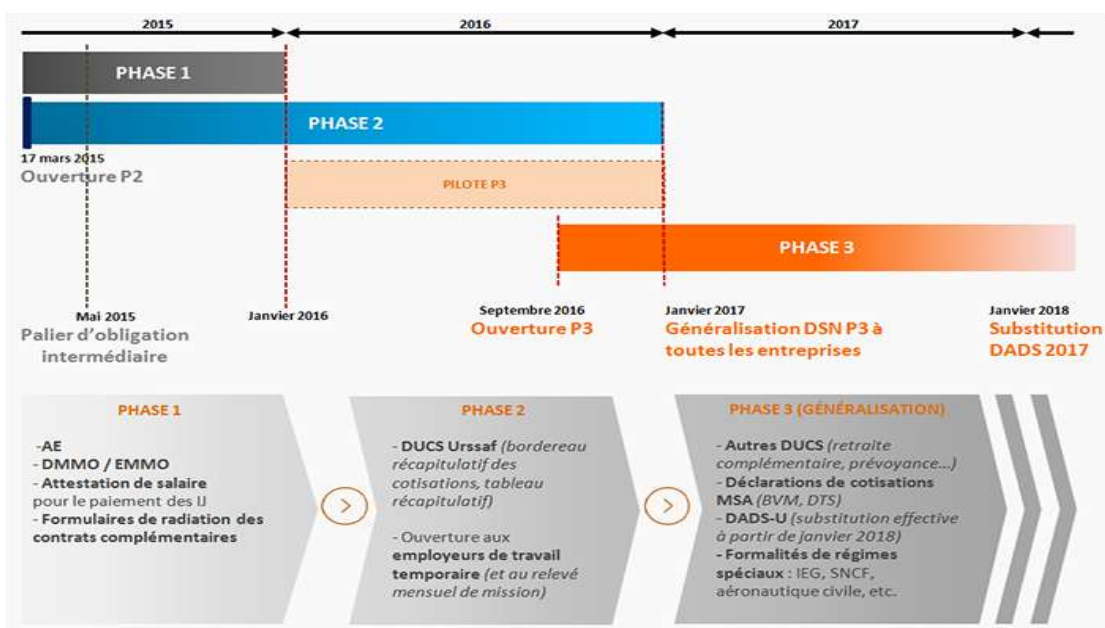 2015
2016
2017
PHASE 1
PHASE 2
17 mars 2015
Ouverture P2
PILOTE P3
PHASE 3
Mai 2015
Palier d'obligation
intermédiaire
Janvier 2016
Septembre 2016
Ouverture P3
Janvier 2017
Généralisation DSN P3 à
toutes les entreprises
Janvier 2018
Substitution
DADS 2017
PHASE 1
-AE
- DMMO / EMMO
- Attestation de salaire
pour le paiement des IJ
- Formulaires de radiation des
contrats complémentaires
PHASE 2
- DUCS Urssaf (bordereau
récapitulatif des
cotisations, tableau
récapitulatif)
- Ouverture aux
employeurs de travail
temporaire (et au relevé
mensuel de mission)
PHASE 3 (GÉNÉRALISATION)
- Autres DUCS (retraite
complémentaire, prévoyance...)
- Déclarations de cotisations
MSA (BVM, DTS)
- DADS-U (substitution effective
à partir de janvier 2018)
- Formalités de régimes
spéciaux : IEG, SNCF,
aéronautique civile, etc.